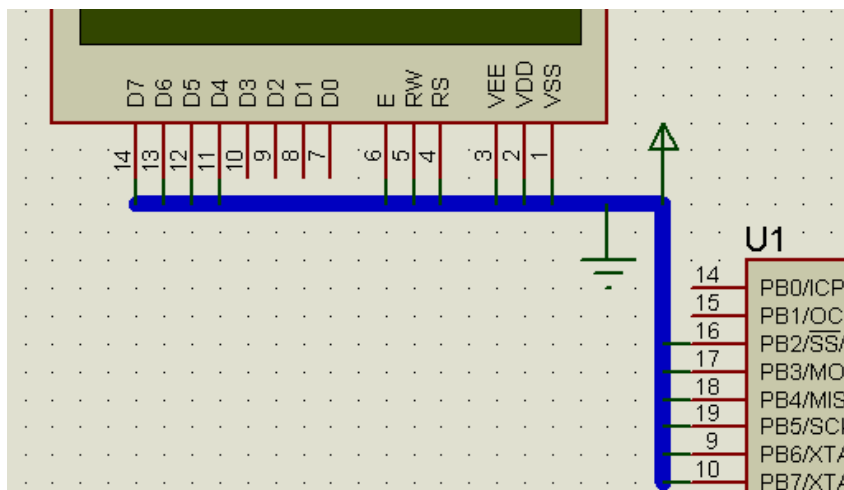 D7 D6 D5 D4 D3 D2 D1 D0 E RW RS VEE VDD VSS
14 13 12 11 10 9 8 7 6 5 4 3 2 1
U1
14 PB0/ICP
15 PB1/OC
16 PB2/SS/
17 PB3/MO
18 PB4/MIS
19 PB5/SCK
9 PB6/XTA
10 PB7/XTA